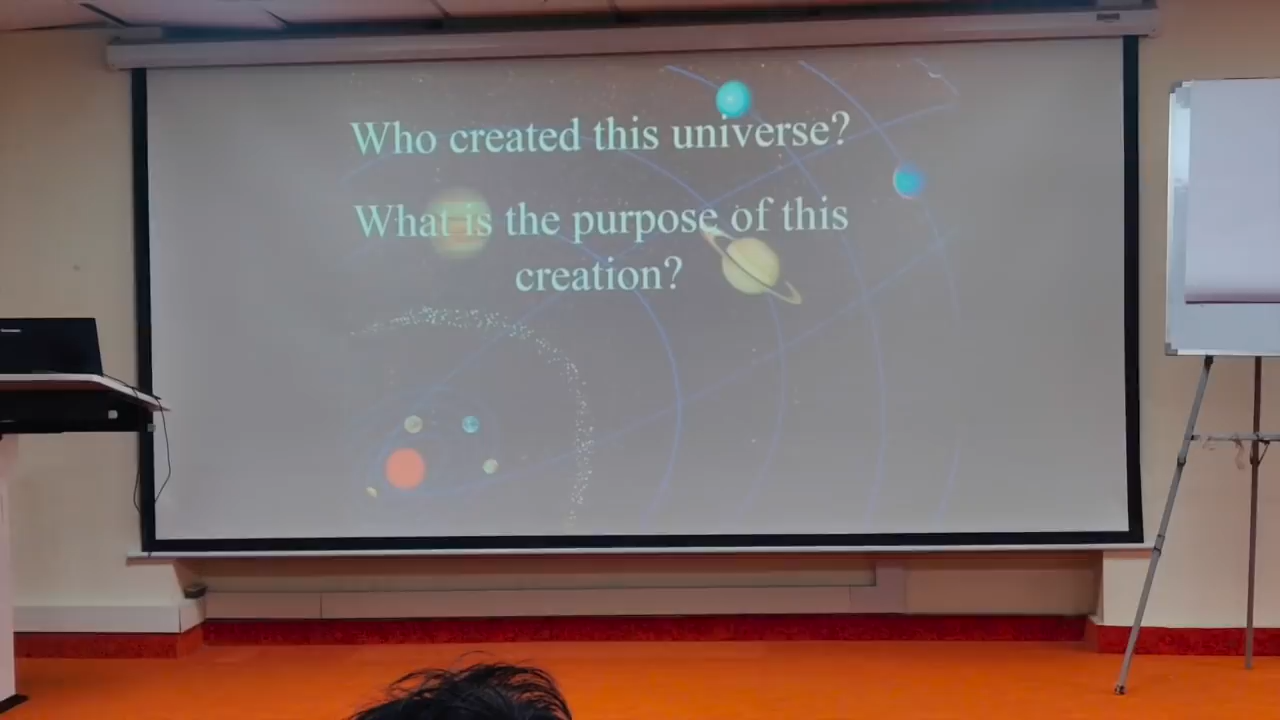 Who created this universe?
What is the purpose of this
creation?